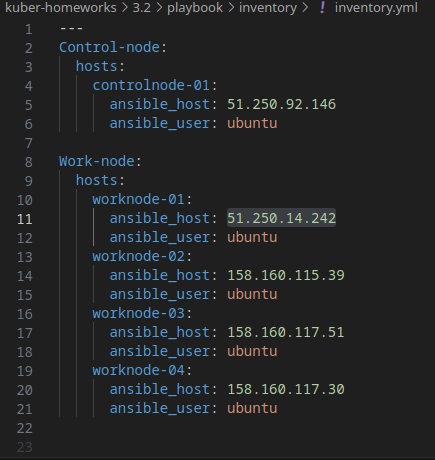 kuber-homeworks > 3.2 > playbook > inventory > ! inventory.yml
1 ---
2 Control-node:
3   hosts:
4     controlnode-01:
5       ansible_host: 51.250.92.146
6       ansible_user: ubuntu
7
8 Work-node:
9   hosts:
10     worknode-01:
11       ansible_host: 51.250.14.242
12       ansible_user: ubuntu
13     worknode-02:
14       ansible_host: 158.160.115.39
15       ansible_user: ubuntu
16     worknode-03:
17       ansible_host: 158.160.117.51
18       ansible_user: ubuntu
19     worknode-04:
20       ansible_host: 158.160.117.30
21       ansible_user: ubuntu
22
23